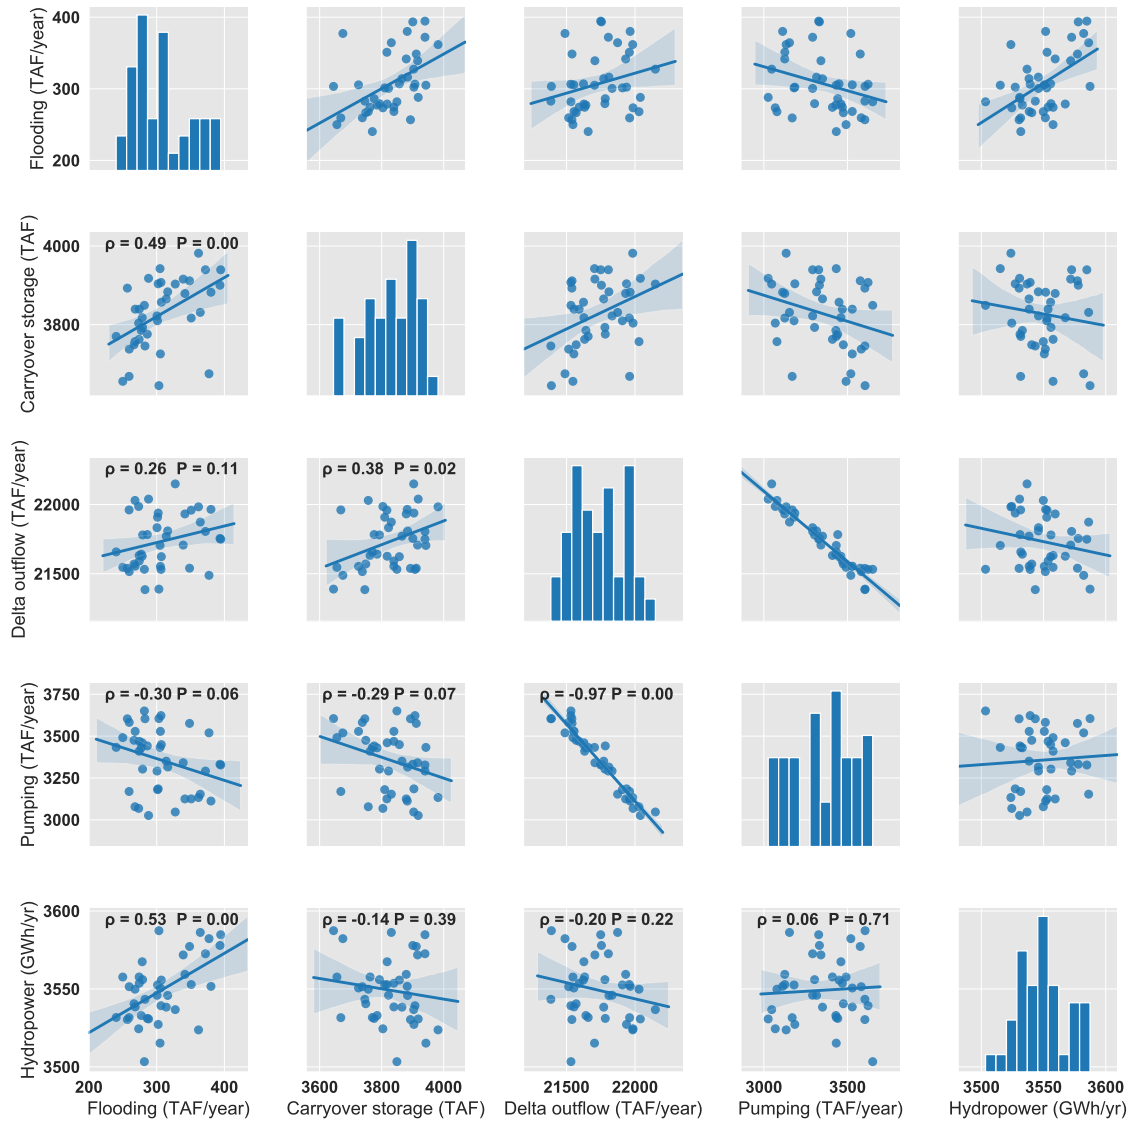 Flooding (TAF/year)
400
300
200
Carryover storage (TAF)
4000
3800
ρ = 0.49 P = 0.00
Delta outflow (TAF/year)
22000
21500
ρ = 0.26 P = 0.11
ρ = 0.38 P = 0.02
Pumping (TAF/year)
3750
3500
3250
3000
ρ = -0.30 P = 0.06
ρ = -0.29 P = 0.07
ρ = -0.97 P = 0.00
Hydropower (GWh/yr)
3600
3550
3500
ρ = 0.53 P = 0.00
ρ = -0.14 P = 0.39
ρ = -0.20 P = 0.22
ρ = 0.06 P = 0.71
200 300 400
3600 3800 4000
21500 22000
3000 3500
3500 3550 3600
Flooding (TAF/year)
Carryover storage (TAF)
Delta outflow (TAF/year)
Pumping (TAF/year)
Hydropower (GWh/yr)